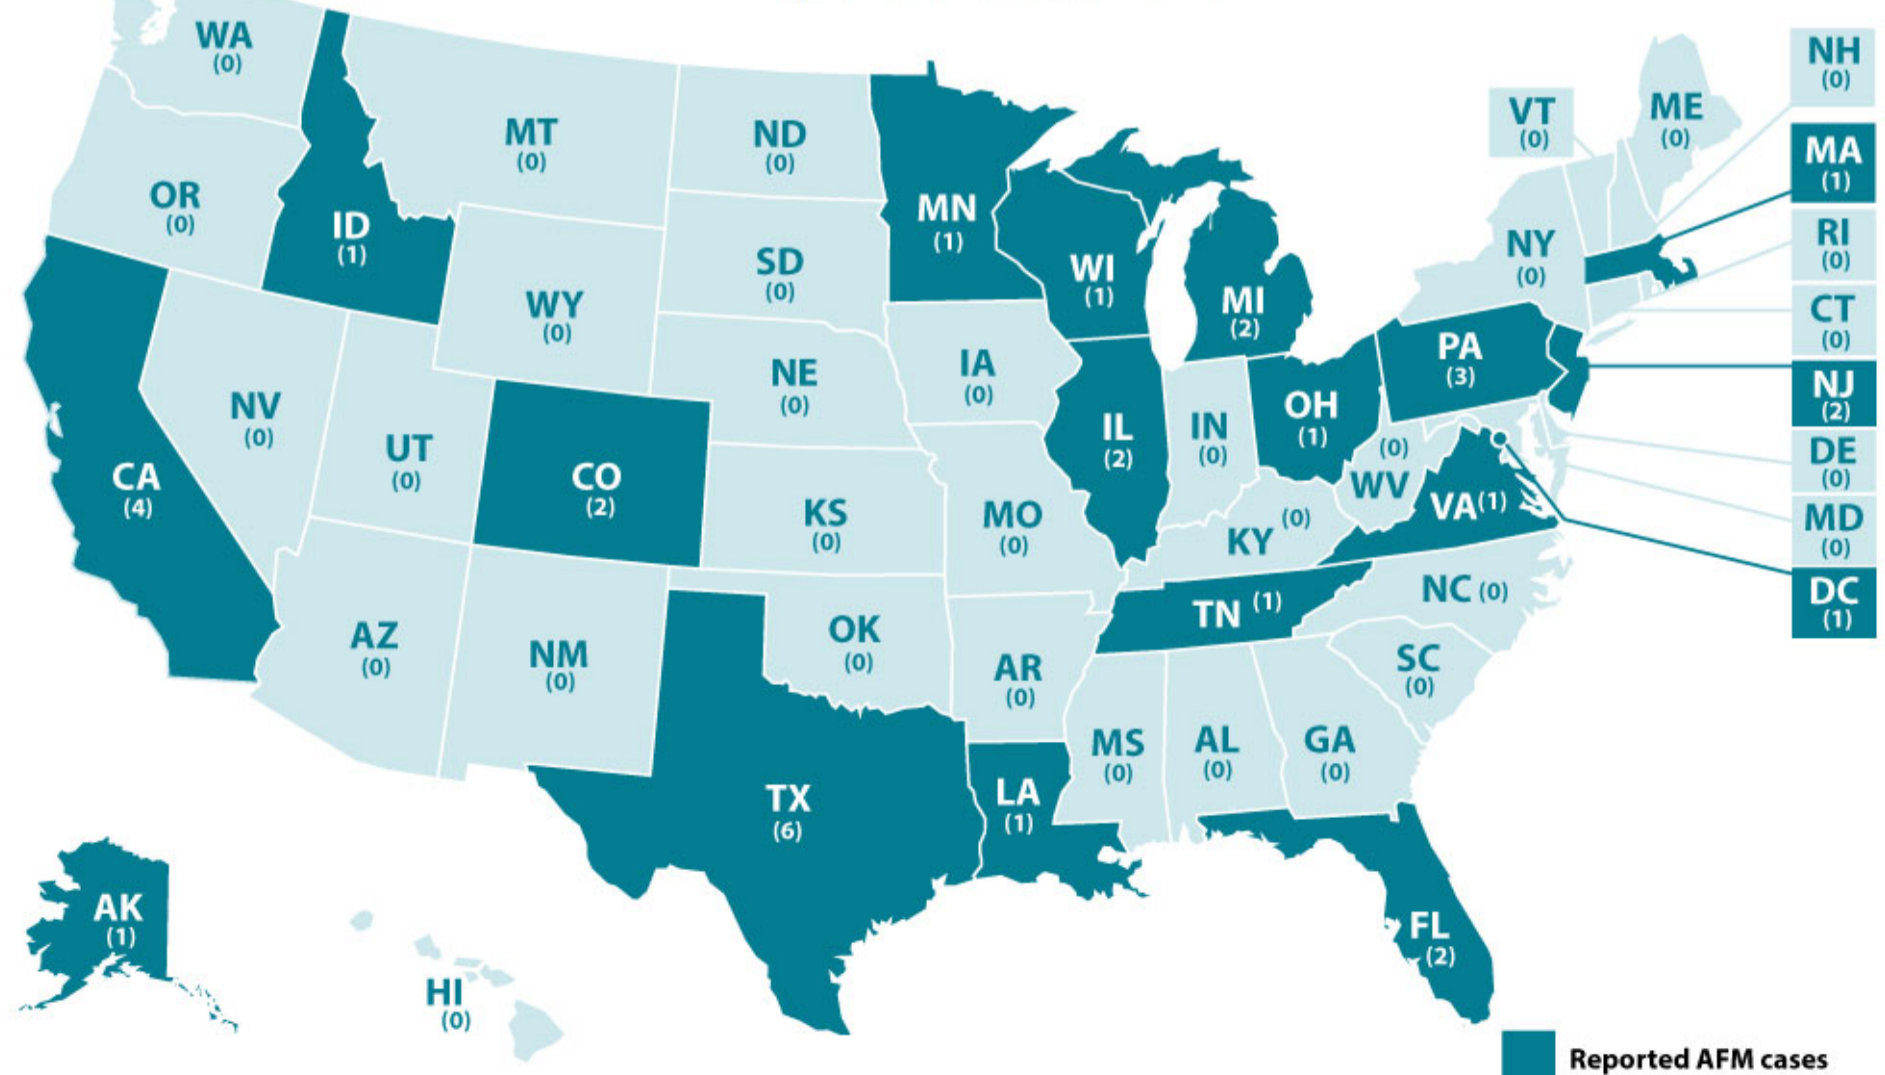 WA
(0)
MT
(0)
ND
(0)
OR
(0)
ID
(1)
MN
(1)
SD
(0)
WY
(0)
WI
(1)
MI
(2)
VT
(0)
ME
(0)
NH
(0)
MA
(1)
NY
(0)
RI
(0)
CT
(0)
PA
(3)
NJ
(2)
NE
(0)
IA
(0)
NV
(0)
UT
(0)
CA
(4)
CO
(2)
KS
(0)
MO
(0)
IL
(2)
IN
(0)
OH
(1)
(0)
WV
VA(1)
KY (0)
DE
(0)
MD
(0)
DC
(1)
AZ
(0)
NM
(0)
OK
(0)
AR
(0)
TN (1)
NC (0)
SC
(0)
MS
(0)
AL
(0)
GA
(0)
TX
(6)
LA
(1)
FL
(2)
AK
(1)
HI
(0)
Reported AFM cases